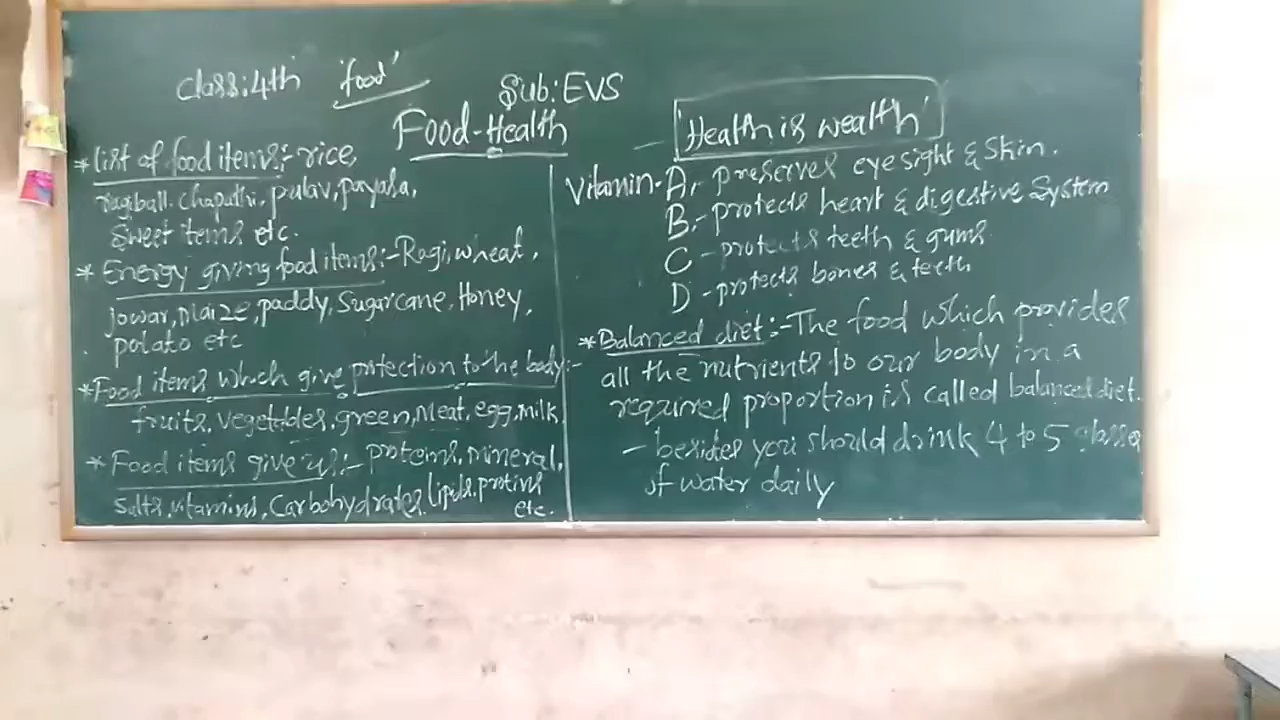 Class:4th 'food' Sub:EVS
Food-Health
* list of food items:- rice,
ragiball, chapathi, pulav, payasa,
Sweet items etc.
* Energy giving food items:- Ragi, wheat,
jowar, maize, paddy, Sugarcane, Honey,
potato etc
* Food items which give protection to the body:-
fruits, vegetables, green, Meat, egg, milk
* Food items give us:- proteins, mineral,
salts, vitamins, Carbohydrates, lipids, protins
etc.
'Health is wealth'
Vitamin- A,- preserves eye sight & skin.
B,- protects heart & digestive System
C - protects teeth & gums
D - protects bones & teeth
* Balanced diet:- The food which provides
all the nutrients to our body in a
required proportion is called balanced diet.
- besides you should drink 4 to 5 glasses
of water daily